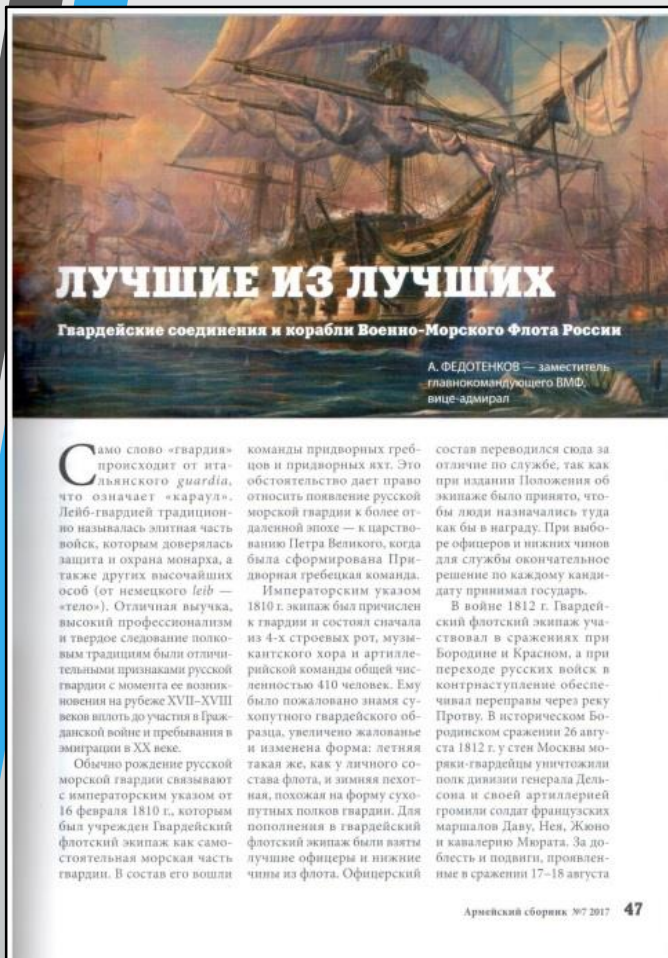 ЛУЧШИЕ ИЗ ЛУЧШИХ
Гвардейские соединения и корабли Военно-Морского Флота России
А. ФЕДОТЕНКОВ — заместитель
главнокомандующего ВМФ,
вице-адмирал
Само слово «гвардия»
происходит от ита-
льянского guardia,
что означает «караул».
Лейб-гвардией традицион-
но называлась элитная часть
войск, которым доверялась
защита и охрана монарха, а
также других высочайших
особ (от немецкого leib —
«тело»). Отличная выучка,
высокий профессионализм
и твердое следование полко-
вым традициям были отличи-
тельными признаками русской
гвардии с момента ее возник-
новения на рубеже XVII–XVIII
веков вплоть до участия в Граж-
данской войне и пребывания в
эмиграции в XX веке.
Обычно рождение русской
морской гвардии связывают
с императорским указом от
16 февраля 1810 г., которым
был учрежден Гвардейский
флотский экипаж как само-
стоятельная морская часть
гвардии. В состав его вошли
команды придворных греб-
цов и придворных яхт. Это
обстоятельство дает право
относить появление русской
морской гвардии к более от-
даленной эпохе — к царство-
ванию Петра Великого, когда
была сформирована При-
дворная гребецкая команда.
Императорским указом
1810 г. экипаж был причислен
к гвардии и состоял сначала
из 4-х строевых рот, музы-
кантского хора и артилле-
рийской команды общей чис-
ленностью 410 человек. Ему
было пожаловано знамя су-
хопутного гвардейского об-
разца, увеличено жалованье
и изменена форма: летняя
такая же, как у личного со-
става флота, и зимняя пехот-
ная, похожая на форму сухо-
путных полков гвардии. Для
пополнения в гвардейский
флотский экипаж были взяты
лучшие офицеры и нижние
чины из флота. Офицерский
состав переводился сюда за
отличие по службе, так как
при издании Положения об
экипаже было принято, что-
бы люди назначались туда
как бы в награду. При выбо-
ре офицеров и нижних чинов
для службы окончательное
решение по каждому канди-
дату принимал государь.
В войне 1812 г. Гвардей-
ский флотский экипаж уча-
ствовал в сражениях при
Бородине и Красном, а при
переходе русских войск в
контрнаступление обеспе-
чивал переправы через реку
Протву. В историческом Бо-
родинском сражении 26 авгу-
ста 1812 г. у стен Москвы мо-
ряки-гвардейцы уничтожили
полк дивизии генерала Дель-
сона и своей артиллерией
громили солдат французских
маршалов Даву, Нея, Жюно
и кавалерию Мюрата. За до-
блесть и подвиги, проявлен-
ные в сражении 17–18 августа
Армейский сборник №7 2017 47